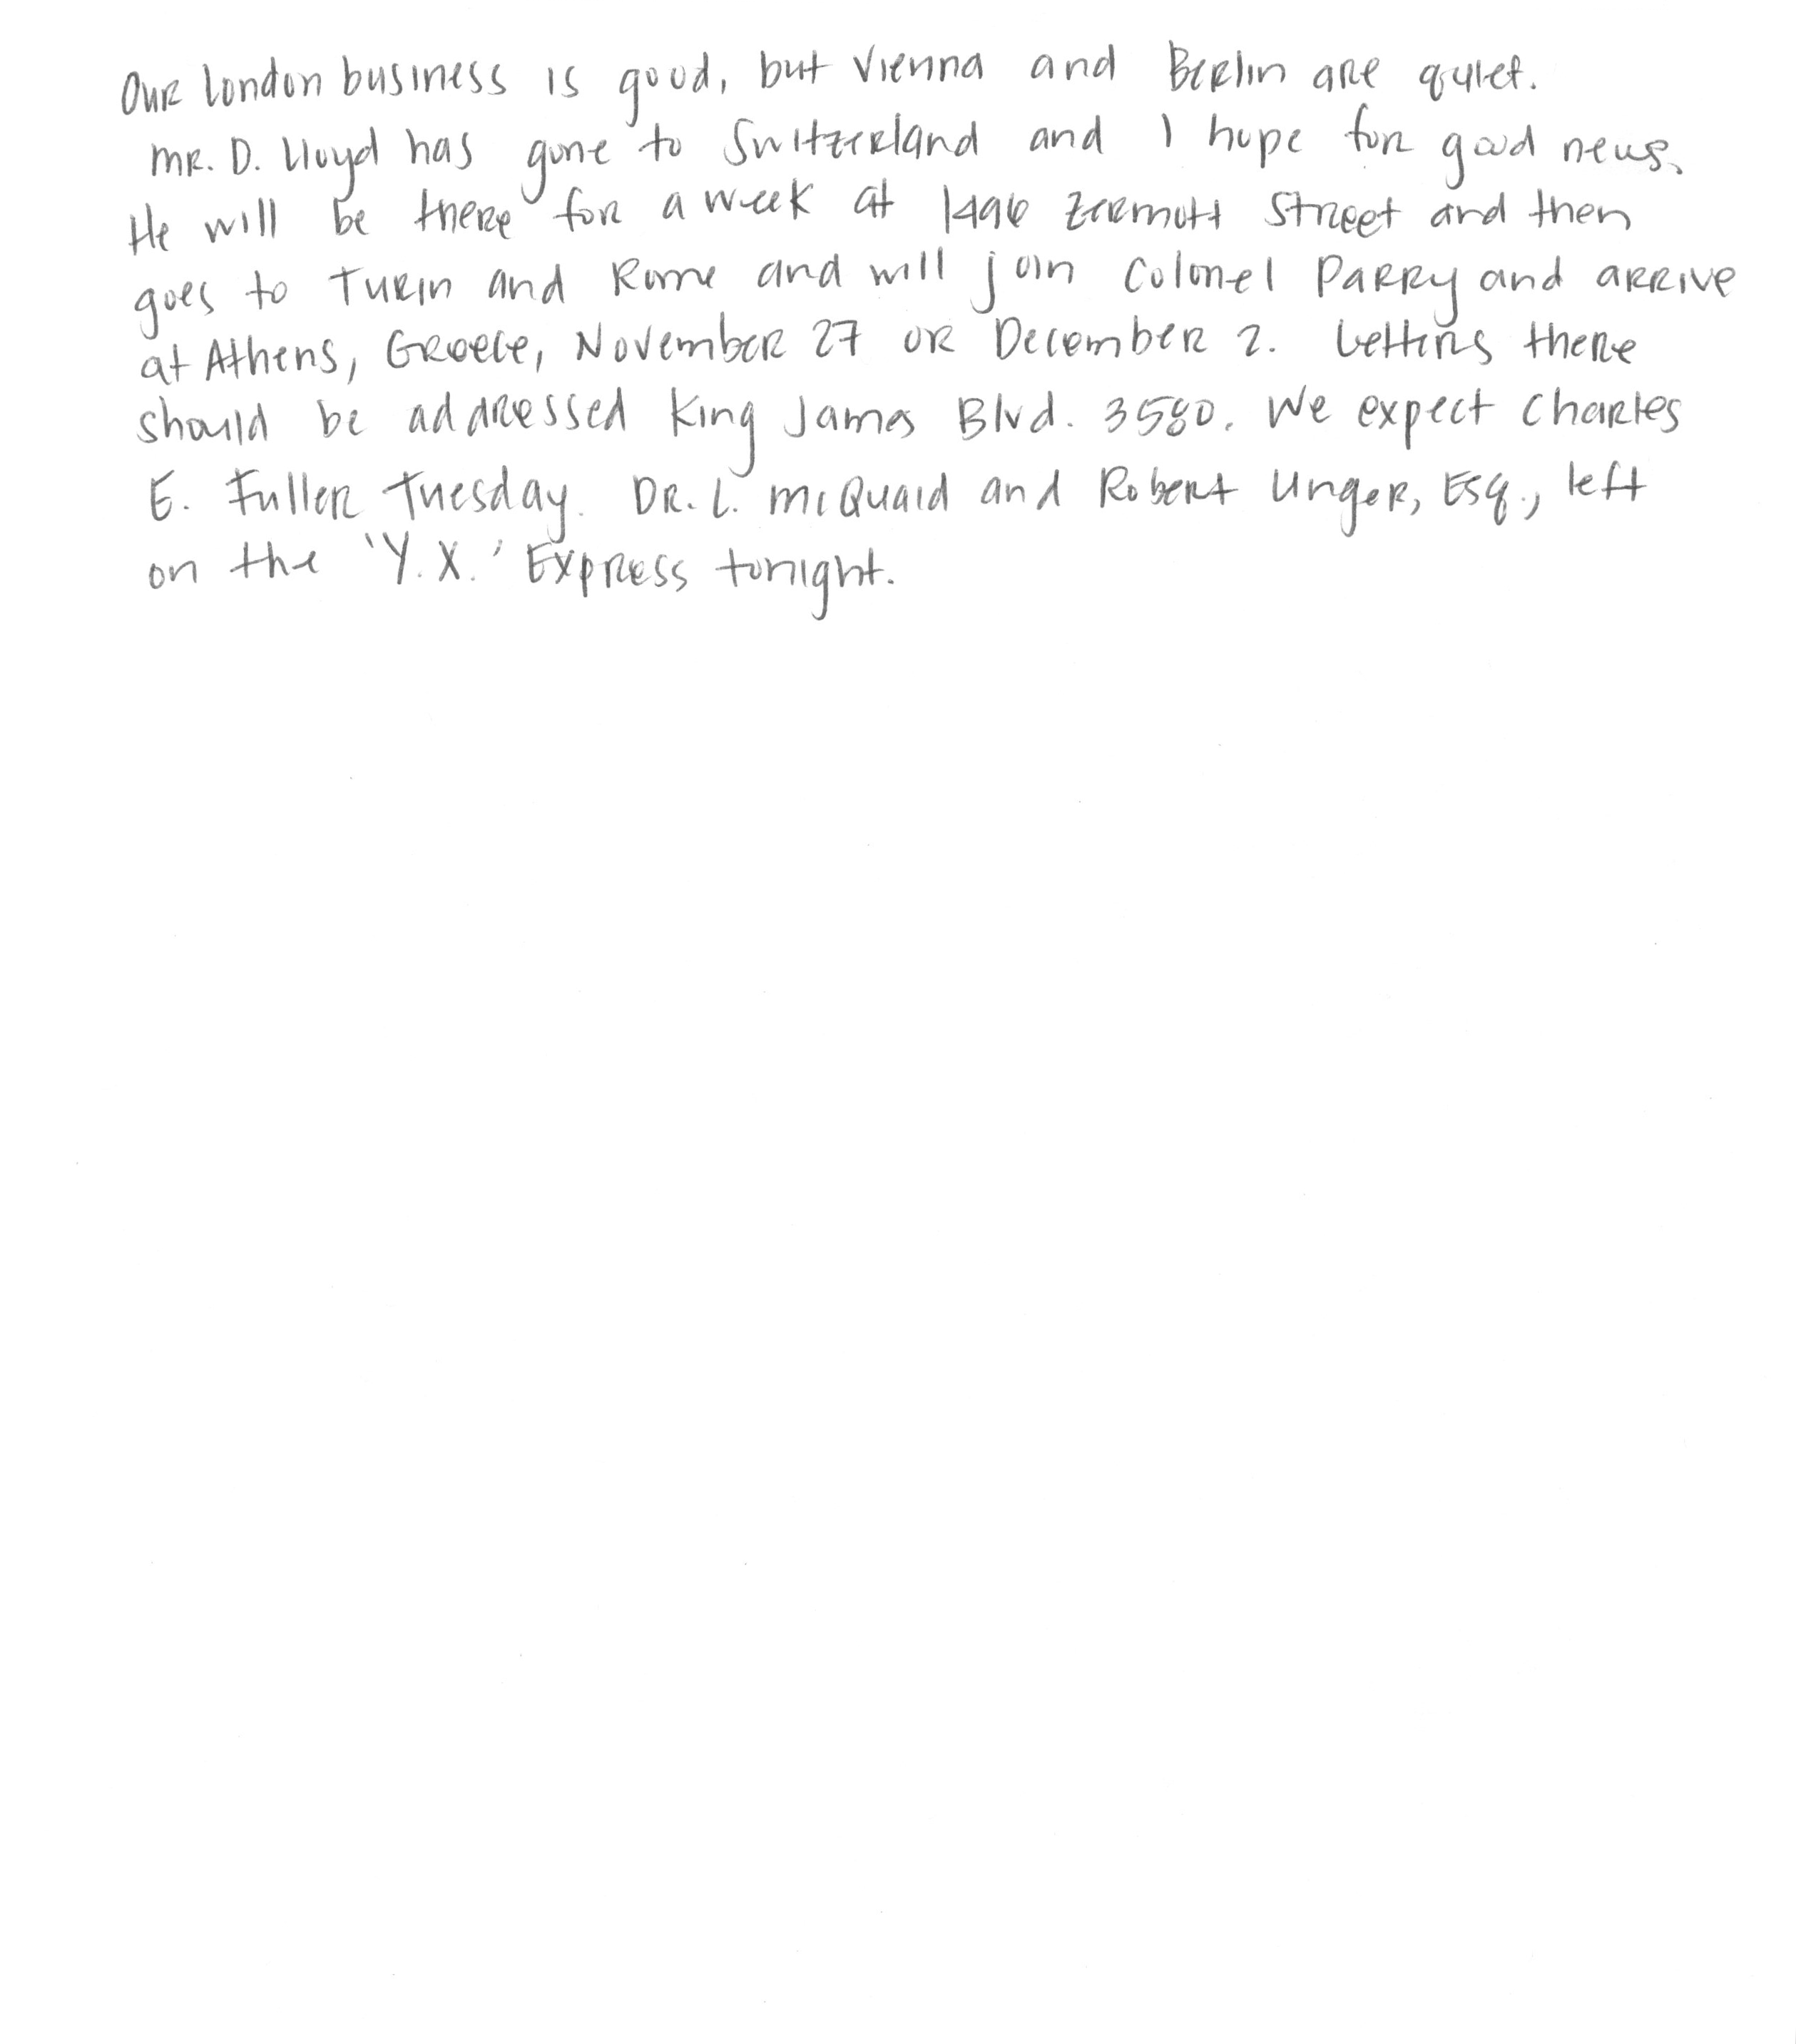 Our London business is good, but Vienna and Berlin are quiet.
Mr. D. Lloyd has gone to Switzerland and I hope for good news.
He will be there for a week at 1496 Zermott Street and then
goes to Turin and Rome and will join Colonel Parry and arrive
at Athens, Greece, November 27 or December 2. Letters there
should be addressed King James Blvd. 3580. We expect Charles
E. Fuller Tuesday. Dr. L. McQuaid and Robert Unger, Esq., left
on the 'Y.X.' Express tonight.